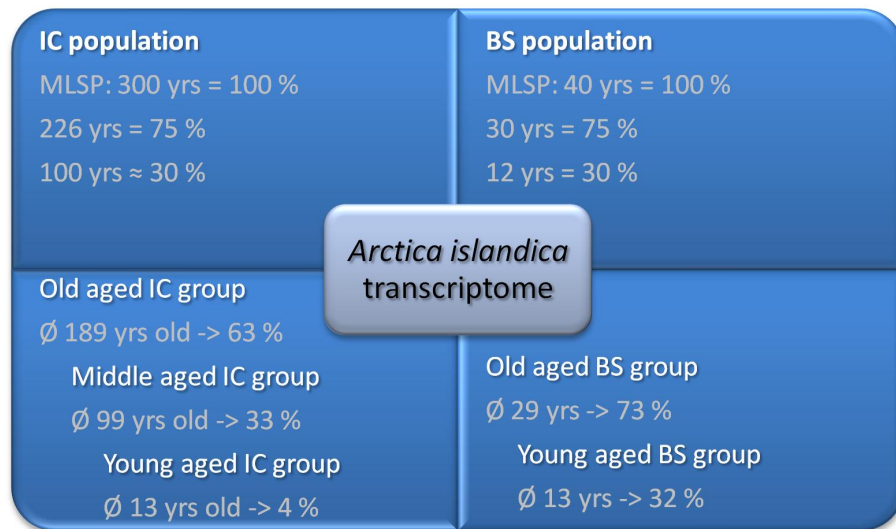 IC population
MLSP: 300 yrs = 100 %
226 yrs = 75 %
100 yrs ≈ 30 %
BS population
MLSP: 40 yrs = 100 %
30 yrs = 75 %
12 yrs = 30 %
Arctica islandica
transcriptome
Old aged IC group
Ø 189 yrs old -> 63 %
Middle aged IC group
Ø 99 yrs old -> 33 %
Young aged IC group
Ø 13 yrs old -> 4 %
Old aged BS group
Ø 29 yrs -> 73 %
Young aged BS group
Ø 13 yrs -> 32 %